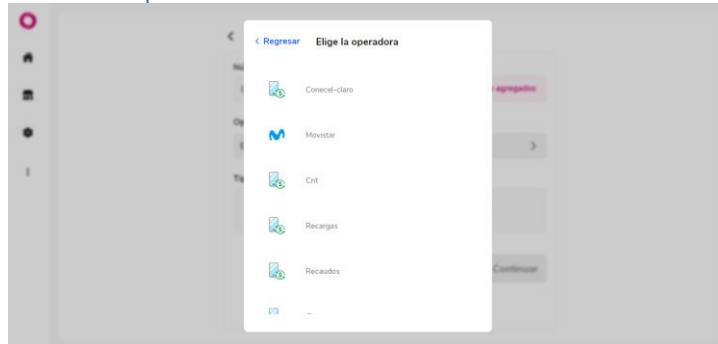 < Regresar Elige la operadora
Conecel-claro
agregados
Movistar
Cnt
Recargas
Recaudos
Continuar